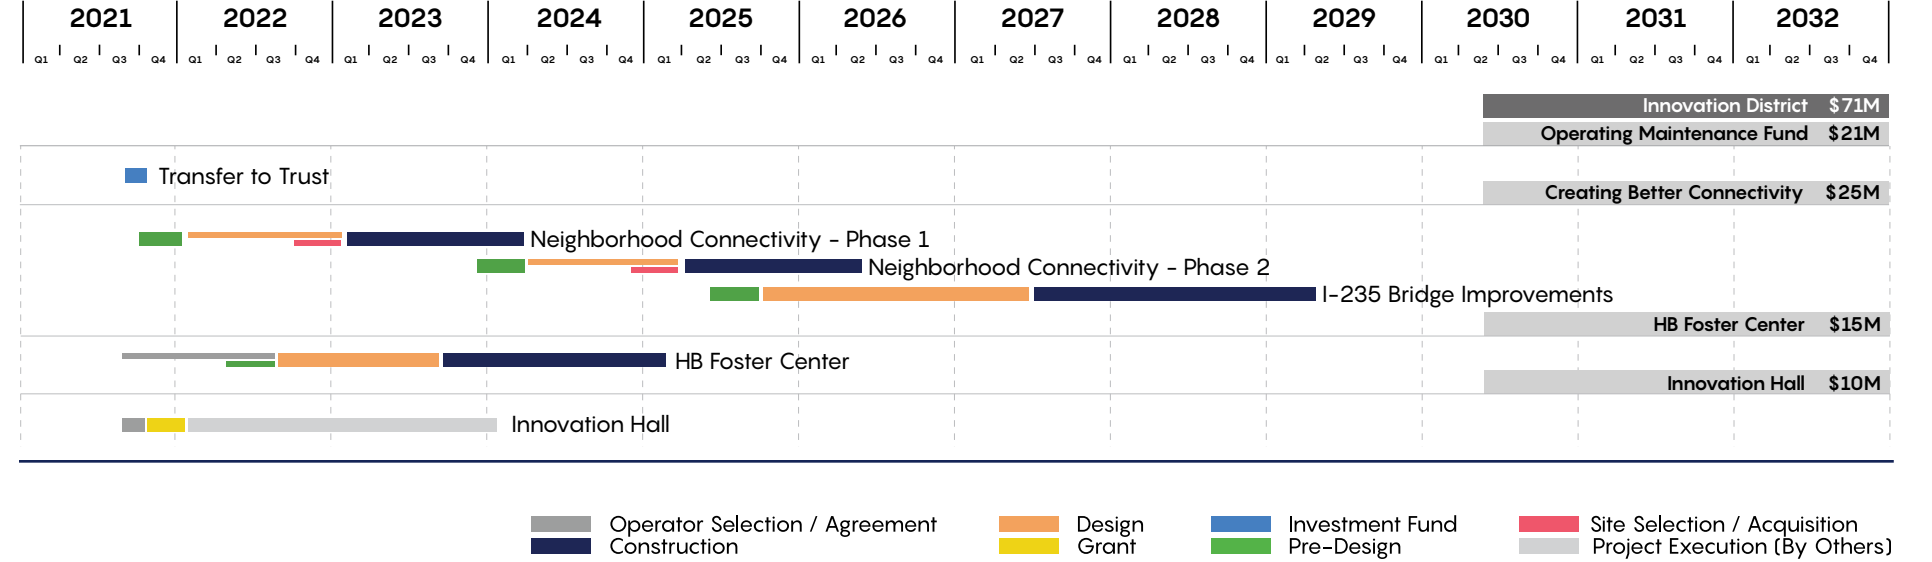 2021 2022 2023 2024 2025 2026 2027 2028 2029 2030 2031 2032
Q1 Q2 Q3 Q4 Q1 Q2 Q3 Q4 Q1 Q2 Q3 Q4 Q1 Q2 Q3 Q4 Q1 Q2 Q3 Q4 Q1 Q2 Q3 Q4 Q1 Q2 Q3 Q4 Q1 Q2 Q3 Q4 Q1 Q2 Q3 Q4 Q1 Q2 Q3 Q4 Q1 Q2 Q3 Q4 Q1 Q2 Q3 Q4
Innovation District $71M
Operating Maintenance Fund $21M
Transfer to Trust
Creating Better Connectivity $25M
Neighborhood Connectivity - Phase 1
Neighborhood Connectivity - Phase 2
I-235 Bridge Improvements
HB Foster Center $15M
HB Foster Center
Innovation Hall $10M
Innovation Hall
Operator Selection / Agreement Design Investment Fund Site Selection / Acquisition
Construction Grant Pre-Design Project Execution (By Others)